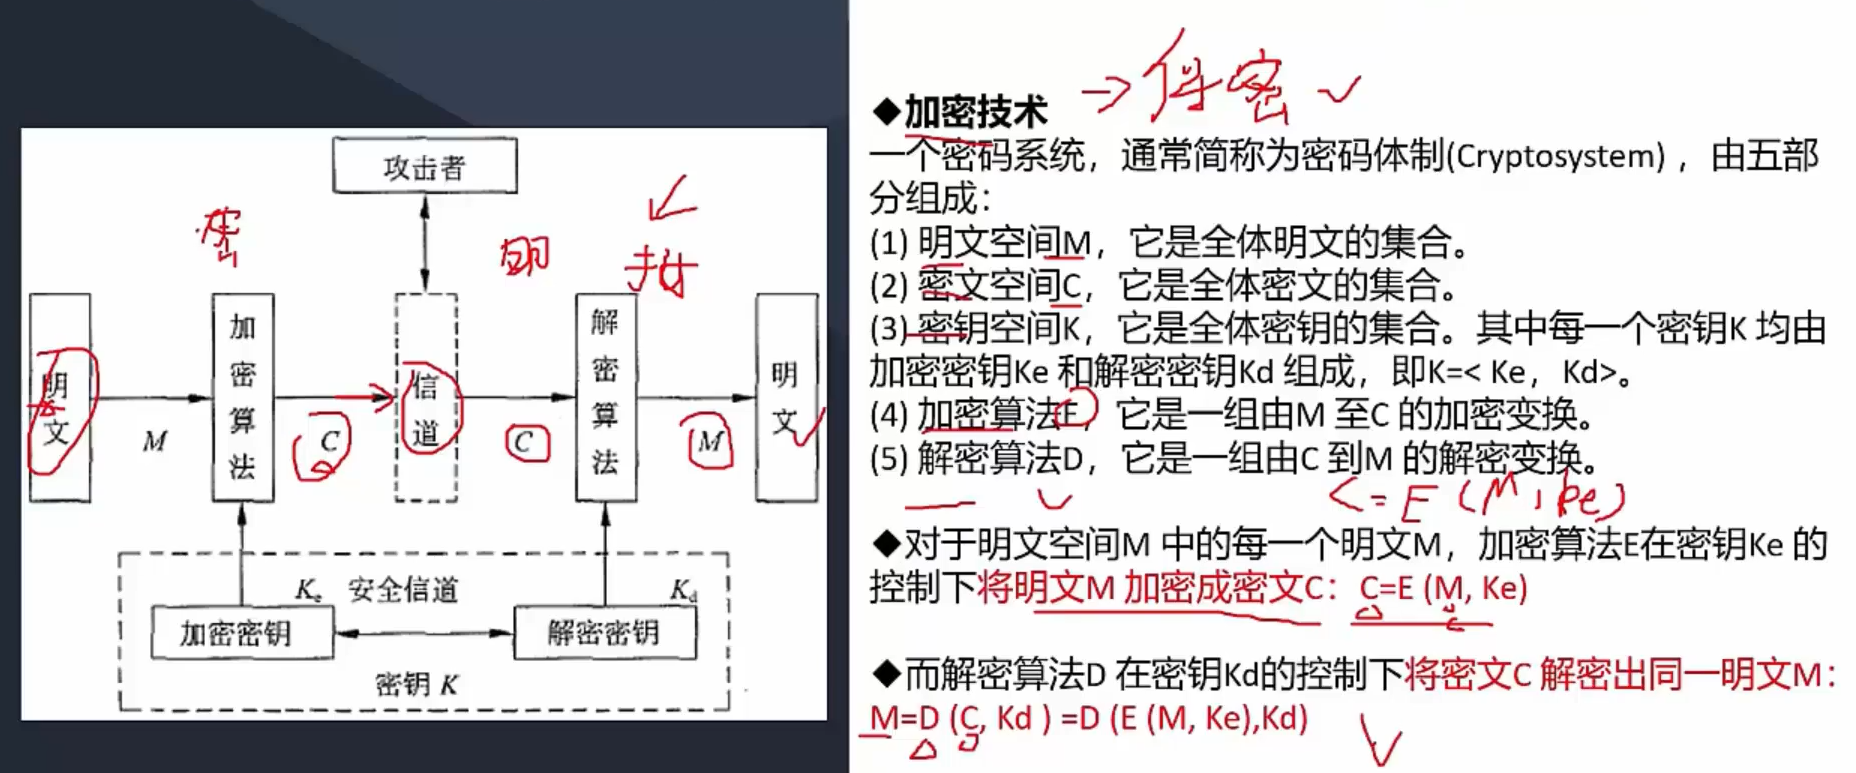 攻击者
密
明
明文
加密算法
信道
解密算法
明文
M
C
C
M
Ke
安全信道
Kd
加密密钥
解密密钥
密钥 K
◆加密技术 → 保密
一个密码系统，通常简称为密码体制(Cryptosystem) ，由五部
分组成：
(1) 明文空间M，它是全体明文的集合。
(2) 密文空间C，它是全体密文的集合。
(3) 密钥空间K，它是全体密钥的集合。其中每一个密钥K 均由
加密密钥Ke 和解密密钥Kd 组成，即K=< Ke，Kd>。
(4) 加密算法E，它是一组由M 至C 的加密变换。
(5) 解密算法D，它是一组由C 到M 的解密变换。
C = E (M, ke)
◆对于明文空间M 中的每一个明文M，加密算法E在密钥Ke 的
控制下将明文M 加密成密文C：C=E (M, Ke)
◆而解密算法D 在密钥Kd的控制下将密文C 解密出同一明文M：
M=D (C, Kd ) =D (E (M, Ke),Kd)